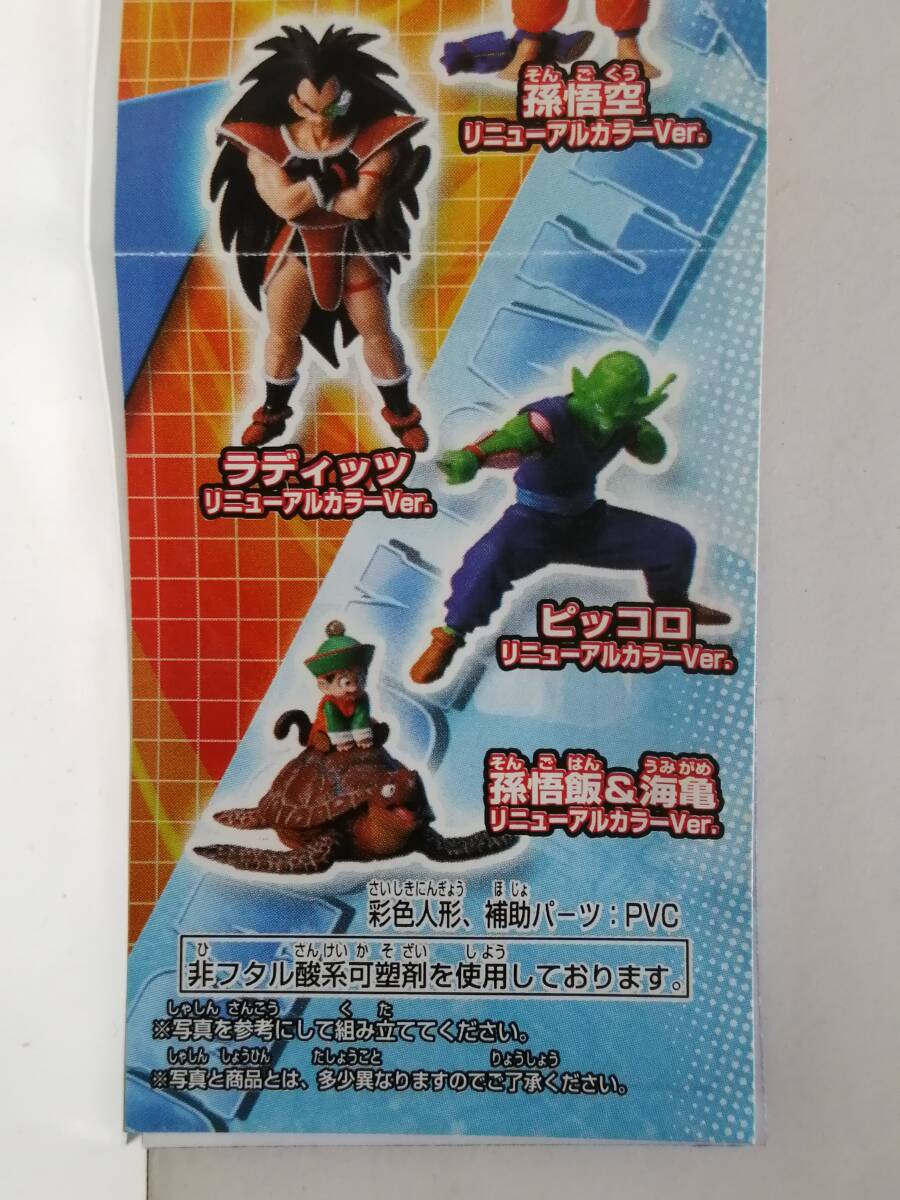 そん ご くう
孫悟空
リニューアルカラーVer.
ラディッツ
リニューアルカラーVer.
ピッコロ
リニューアルカラーVer.
そん ご はん うみがめ
孫悟飯&海亀
リニューアルカラーVer.
さいしきにんぎょう ほじょ
彩色人形、補助パーツ:PVC
ひ さんけいかそざい しよう
非フタル酸系可塑剤を使用しております。
しゃしん さんこう く た
※写真を参考にして組み立ててください。
しゃしん しょうひん たしょうこと りょうしょう
※写真と商品とは、多少異なりますのでご了承ください。